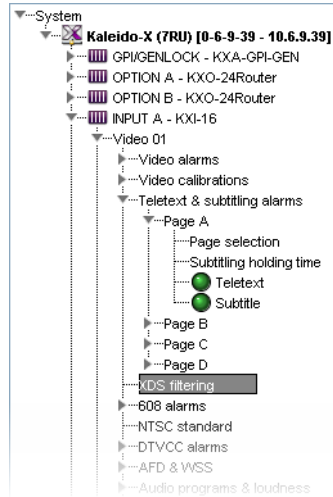 System
Kaleido-X (7RU) [0-6-9-39 - 10.6.9.39]
GPI/GENLOCK - KXA-GPI-GEN
OPTION A - KXO-24Router
OPTION B - KXO-24Router
INPUT A - KXI-16
Video 01
Video alarms
Video calibrations
Teletext & subtitling alarms
Page A
Page selection
Subtitling holding time
Teletext
Subtitle
Page B
Page C
Page D
XDS filtering
608 alarms
NTSC standard
DTVCC alarms
AFD & WSS
Audio programs & loudness